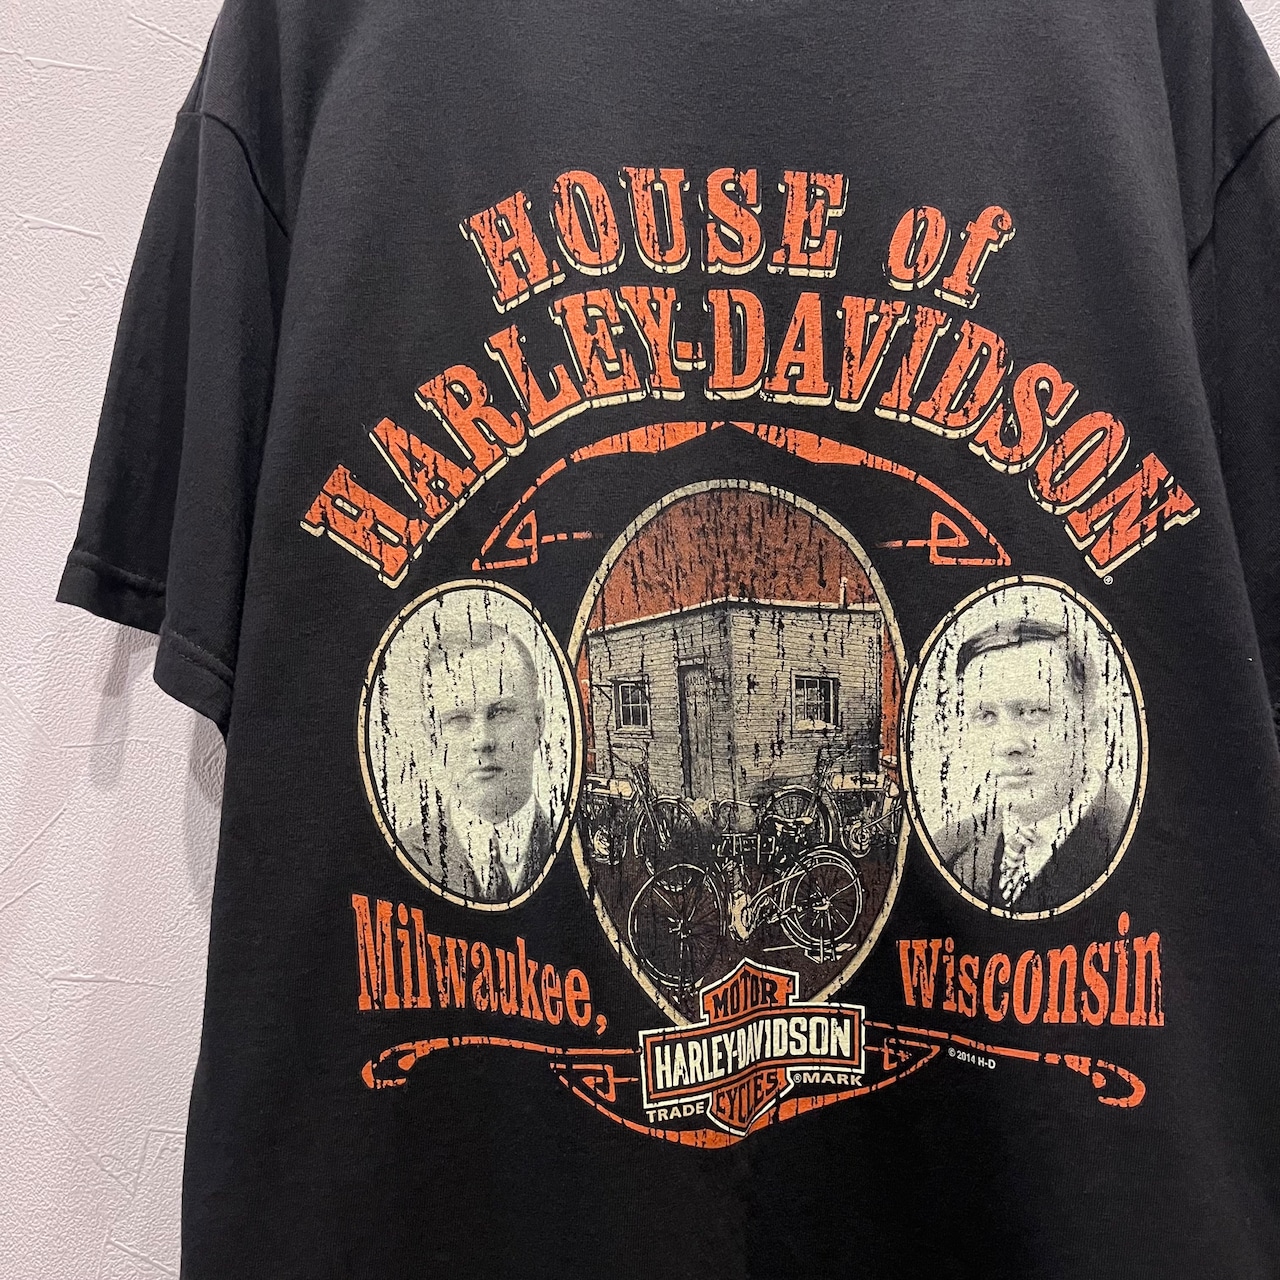 HOUSE of
HARLEY-DAVIDSON®
Milwaukee, Wisconsin
MOTOR
HARLEY-DAVIDSON
CYCLES
TRADE ®MARK
© 2014 H-D